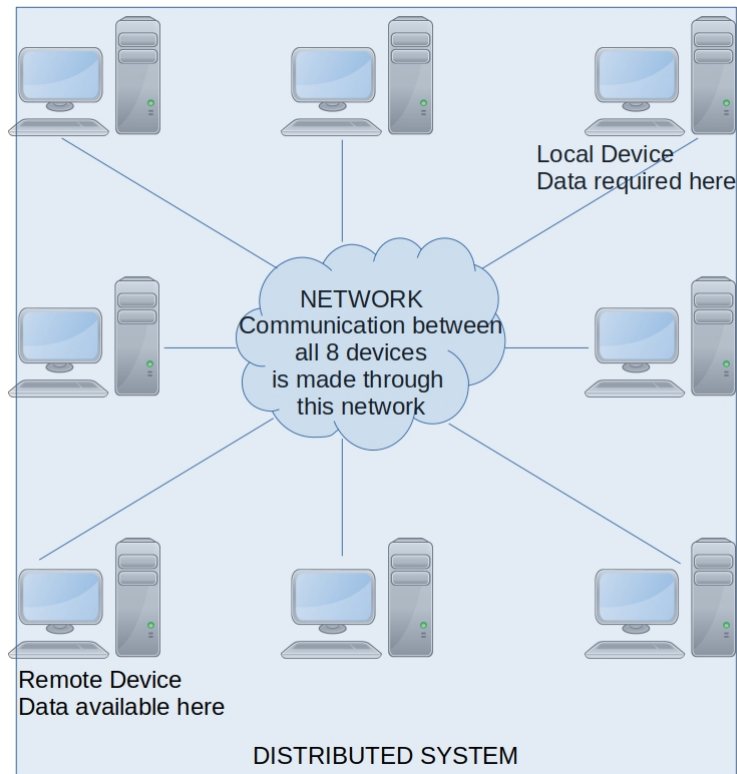 Local Device
Data required here
NETWORK
Communication between
all 8 devices
is made through
this network
Remote Device
Data available here
DISTRIBUTED SYSTEM